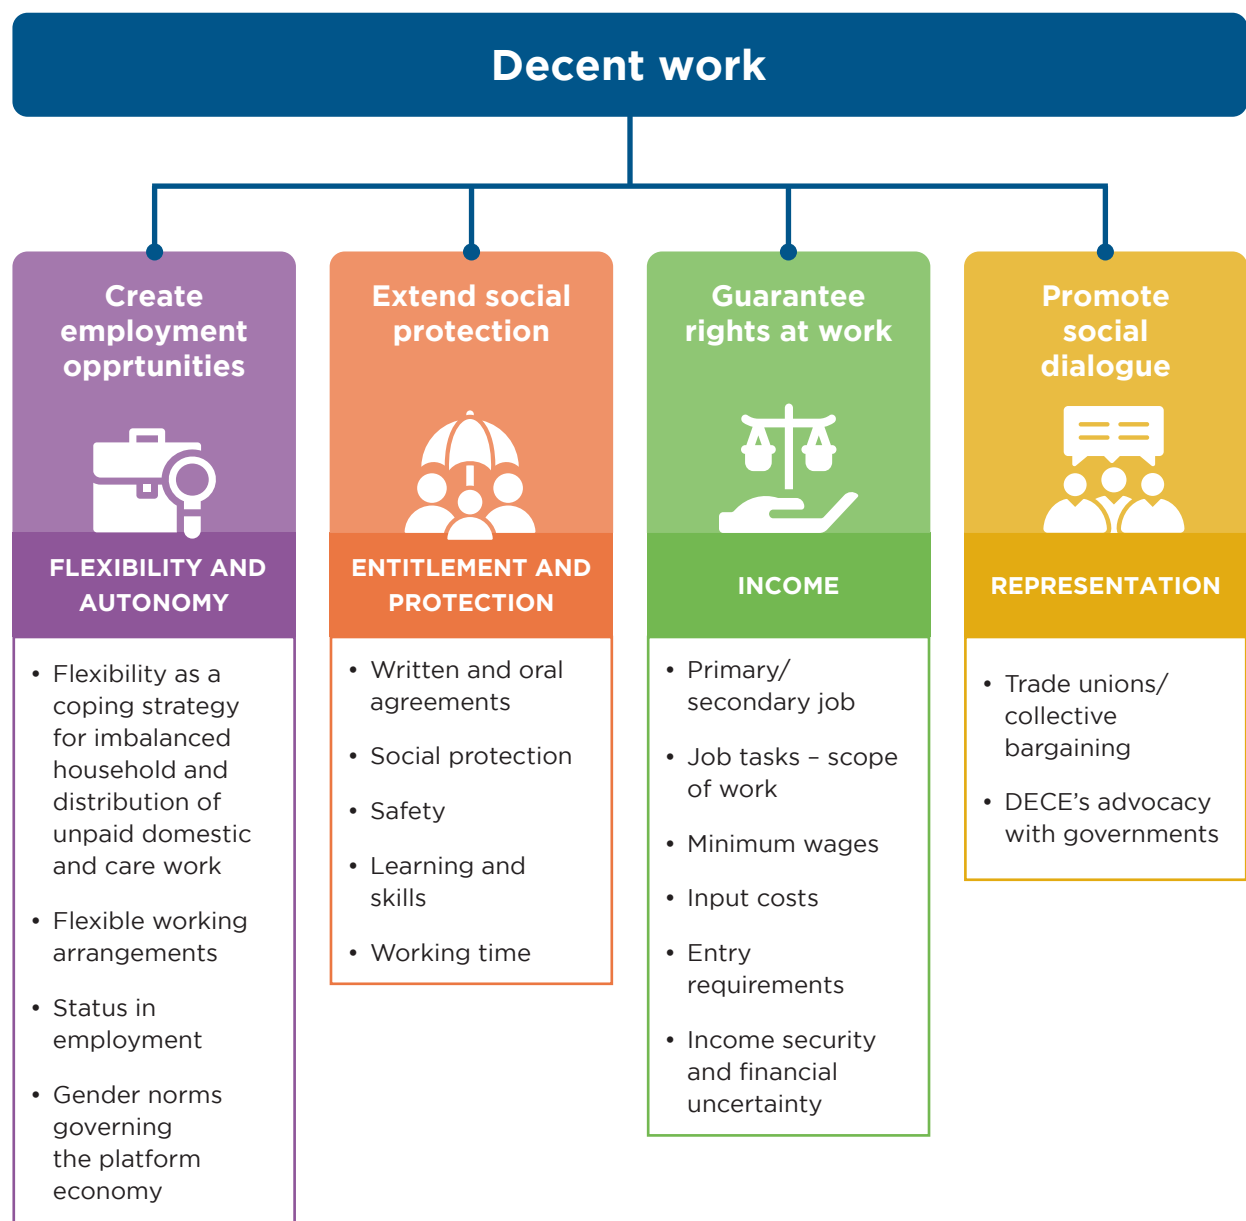 Decent work
Create
employment
opprtunities
FLEXIBILITY AND
AUTONOMY
• Flexibility as a
coping strategy
for imbalanced
household and
distribution of
unpaid domestic
and care work
• Flexible working
arrangements
• Status in
employment
• Gender norms
governing
the platform
economy
Extend social
protection
ENTITLEMENT AND
PROTECTION
• Written and oral
agreements
• Social protection
• Safety
• Learning and
skills
• Working time
Guarantee
rights at work
INCOME
• Primary/
secondary job
• Job tasks – scope
of work
• Minimum wages
• Input costs
• Entry
requirements
• Income security
and financial
uncertainty
Promote
social
dialogue
REPRESENTATION
• Trade unions/
collective
bargaining
• DECE’s advocacy
with governments